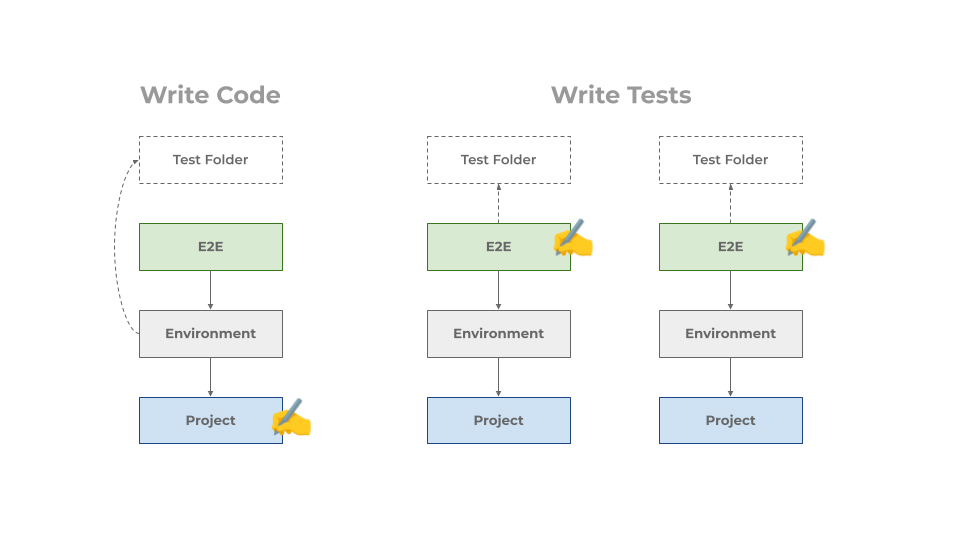 Write Code
Write Tests
Test Folder
Test Folder
Test Folder
E2E
E2E
E2E
Environment
Environment
Environment
Project
Project
Project